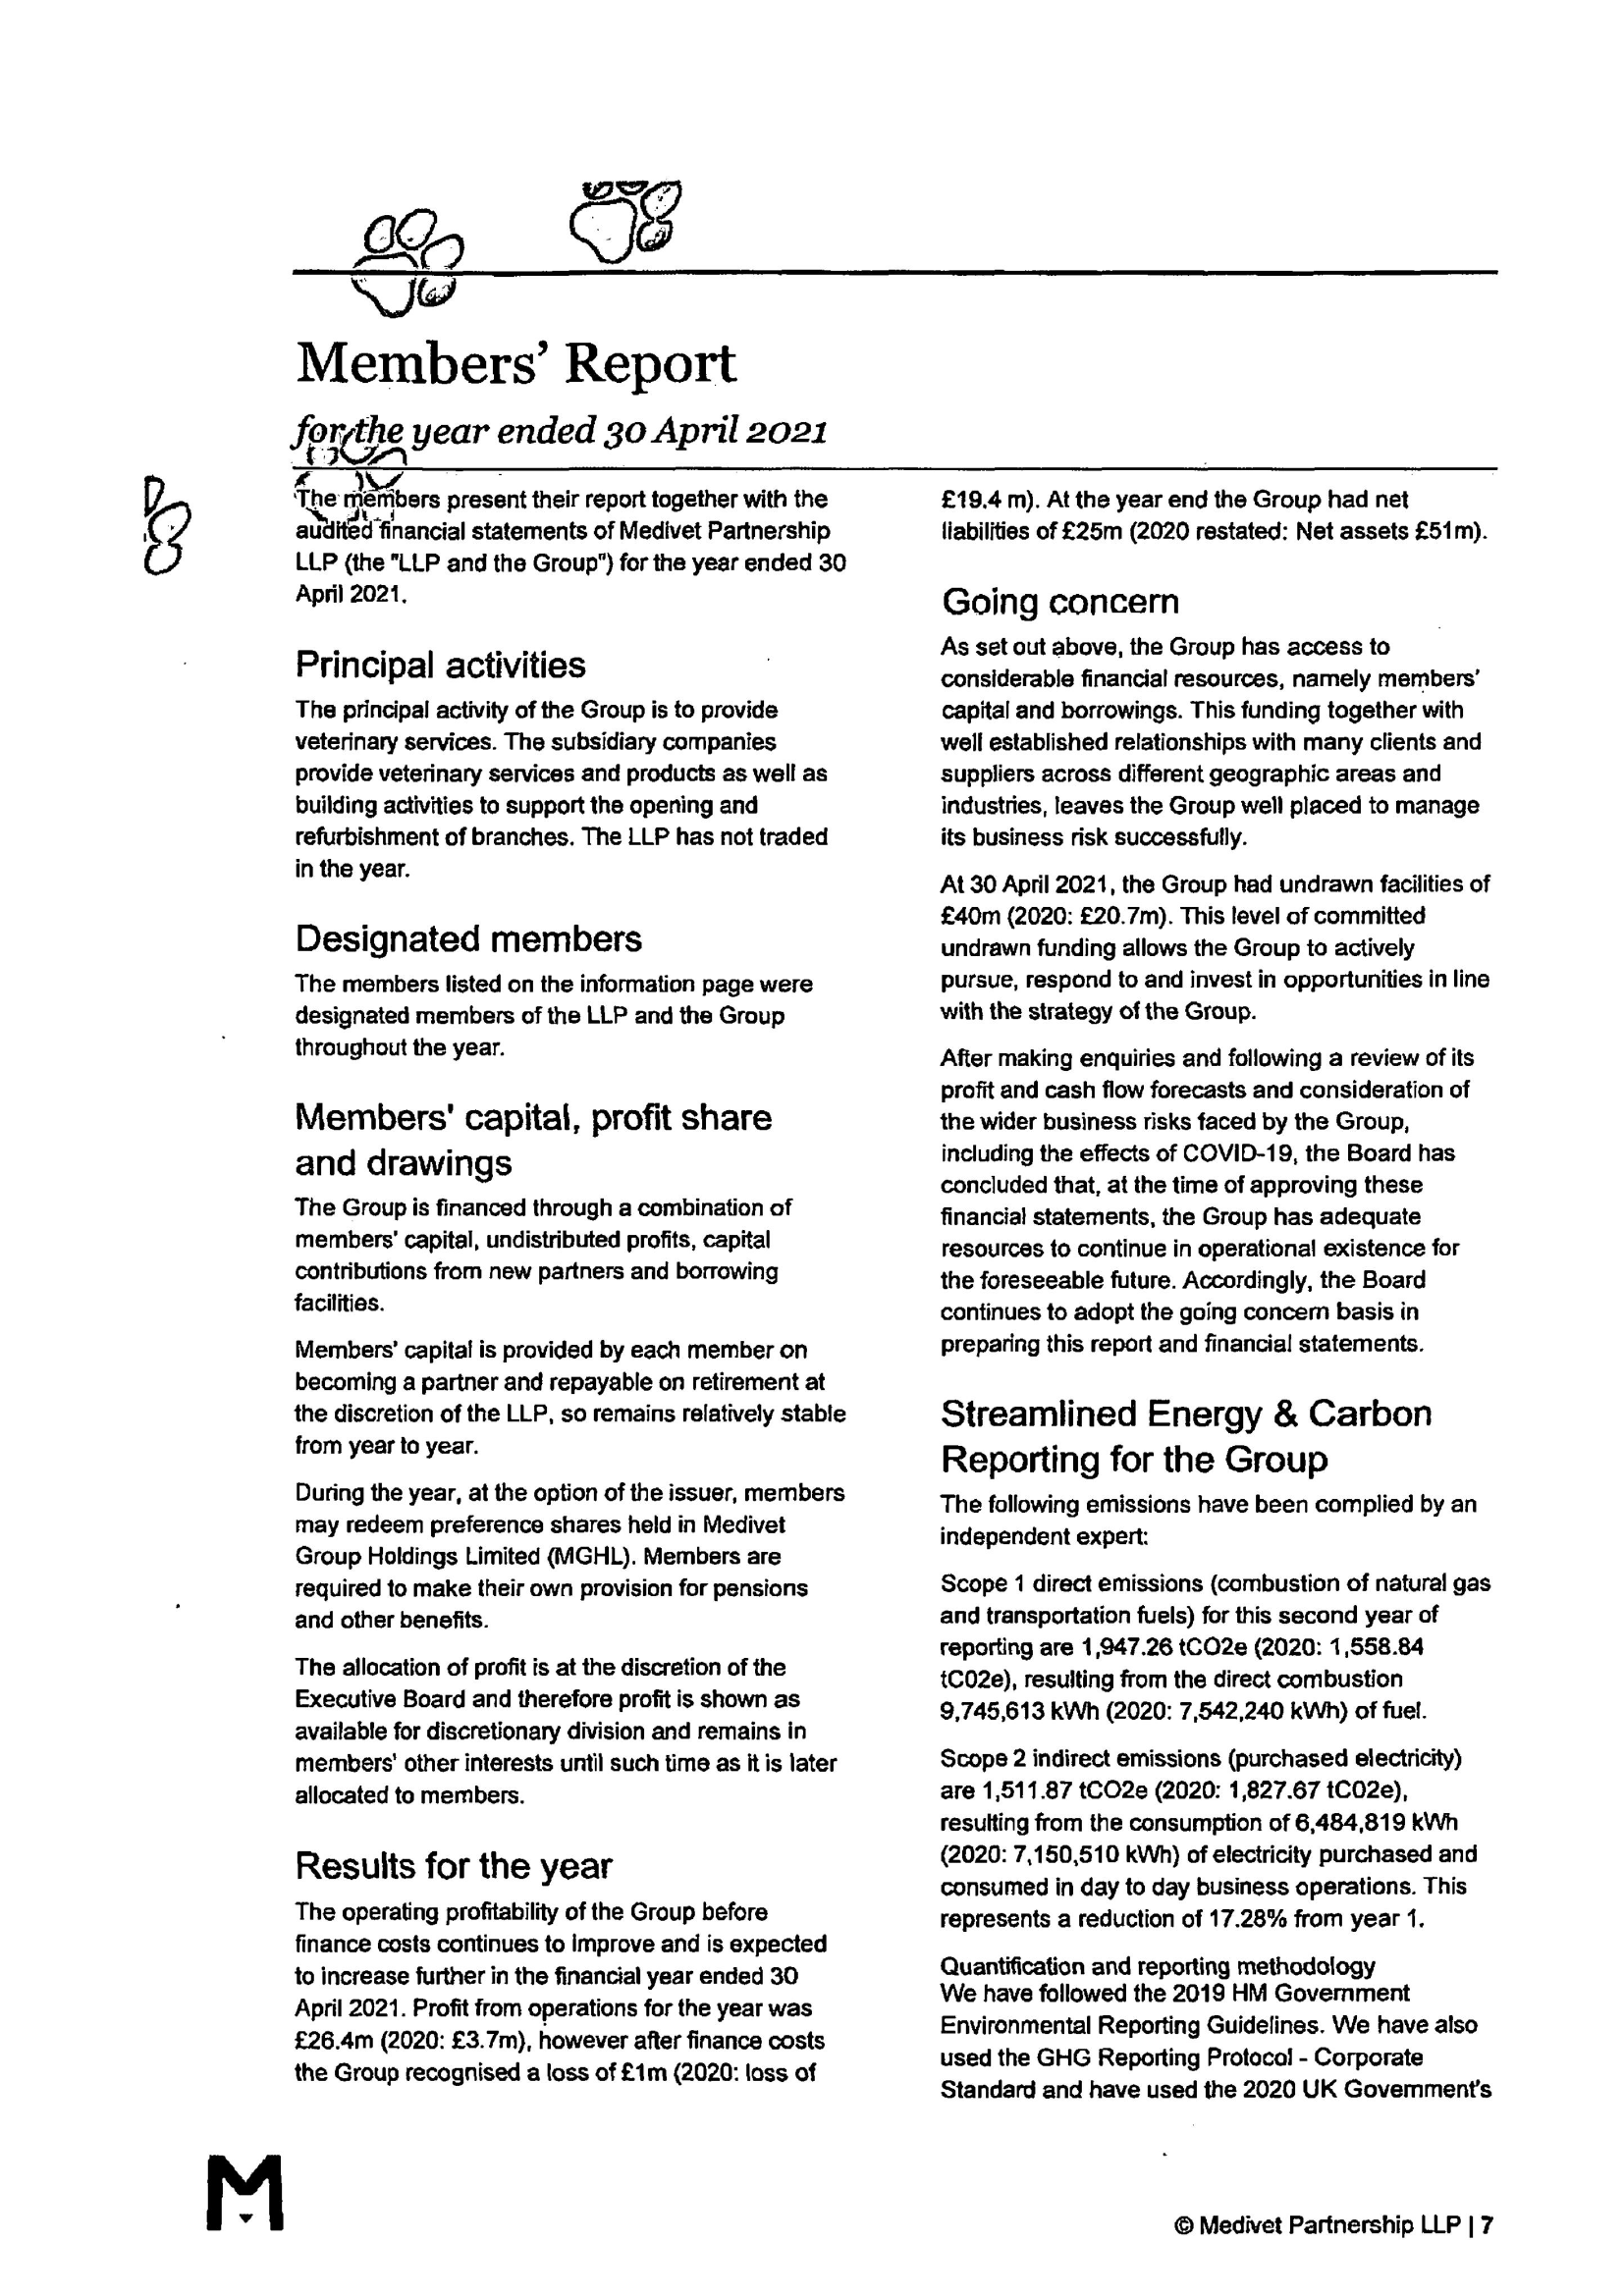 Members' Report
for the year ended 30 April 2021
The members present their report together with the
audited financial statements of Medivet Partnership
LLP (the "LLP and the Group") for the year ended 30
April 2021.
Principal activities
The principal activity of the Group is to provide
veterinary services. The subsidiary companies
provide veterinary services and products as well as
building activities to support the opening and
refurbishment of branches. The LLP has not traded
in the year.
Designated members
The members listed on the information page were
designated members of the LLP and the Group
throughout the year.
Members' capital, profit share
and drawings
The Group is financed through a combination of
members' capital, undistributed profits, capital
contributions from new partners and borrowing
facilities.
Members' capital is provided by each member on
becoming a partner and repayable on retirement at
the discretion of the LLP, so remains relatively stable
from year to year.
During the year, at the option of the issuer, members
may redeem preference shares held in Medivet
Group Holdings Limited (MGHL). Members are
required to make their own provision for pensions
and other benefits.
The allocation of profit is at the discretion of the
Executive Board and therefore profit is shown as
available for discretionary division and remains in
members' other interests until such time as it is later
allocated to members.
Results for the year
The operating profitability of the Group before
finance costs continues to improve and is expected
to increase further in the financial year ended 30
April 2021. Profit from operations for the year was
£26.4m (2020: £3.7m), however after finance costs
the Group recognised a loss of £1m (2020: loss of
£19.4 m). At the year end the Group had net
liabilities of £25m (2020 restated: Net assets £51m).
Going concern
As set out above, the Group has access to
considerable financial resources, namely members'
capital and borrowings. This funding together with
well established relationships with many clients and
suppliers across different geographic areas and
industries, leaves the Group well placed to manage
its business risk successfully.
At 30 April 2021, the Group had undrawn facilities of
£40m (2020: £20.7m). This level of committed
undrawn funding allows the Group to actively
pursue, respond to and invest in opportunities in line
with the strategy of the Group.
After making enquiries and following a review of its
profit and cash flow forecasts and consideration of
the wider business risks faced by the Group,
including the effects of COVID-19, the Board has
concluded that, at the time of approving these
financial statements, the Group has adequate
resources to continue in operational existence for
the foreseeable future. Accordingly, the Board
continues to adopt the going concern basis in
preparing this report and financial statements.
Streamlined Energy & Carbon
Reporting for the Group
The following emissions have been complied by an
independent expert:
Scope 1 direct emissions (combustion of natural gas
and transportation fuels) for this second year of
reporting are 1,947.26 tCO2e (2020: 1,558.84
tC02e), resulting from the direct combustion
9,745,613 kWh (2020: 7,542,240 kWh) of fuel.
Scope 2 indirect emissions (purchased electricity)
are 1,511.87 tCO2e (2020: 1,827.67 tC02e),
resulting from the consumption of 6,484,819 kWh
(2020: 7,150,510 kWh) of electricity purchased and
consumed in day to day business operations. This
represents a reduction of 17.28% from year 1.
Quantification and reporting methodology
We have followed the 2019 HM Government
Environmental Reporting Guidelines. We have also
used the GHG Reporting Protocol - Corporate
Standard and have used the 2020 UK Government's
M
© Medivet Partnership LLP | 7